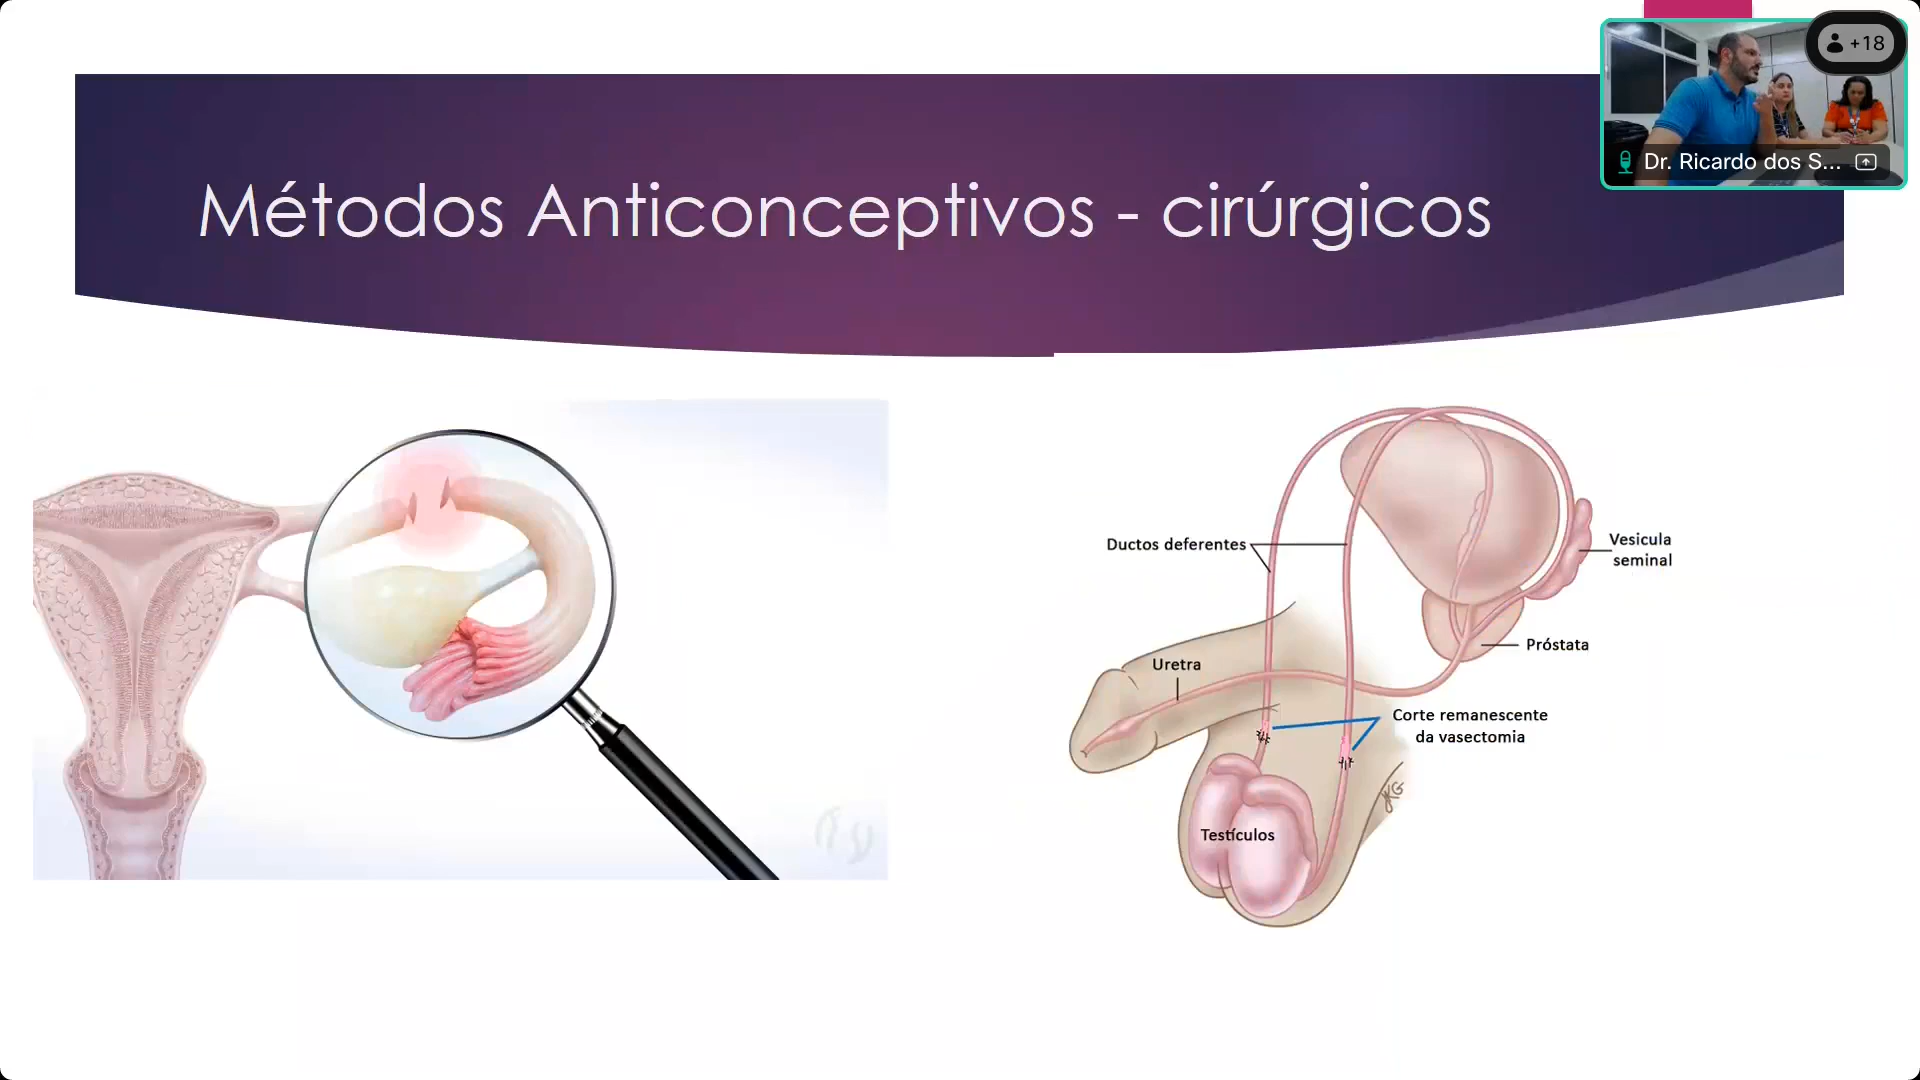 +18
Dr. Ricardo dos S...
Métodos Anticonceptivos - cirúrgicos
Ductos deferentes
Vesicula
seminal
Próstata
Uretra
Corte remanescente
da vasectomia
Testículos